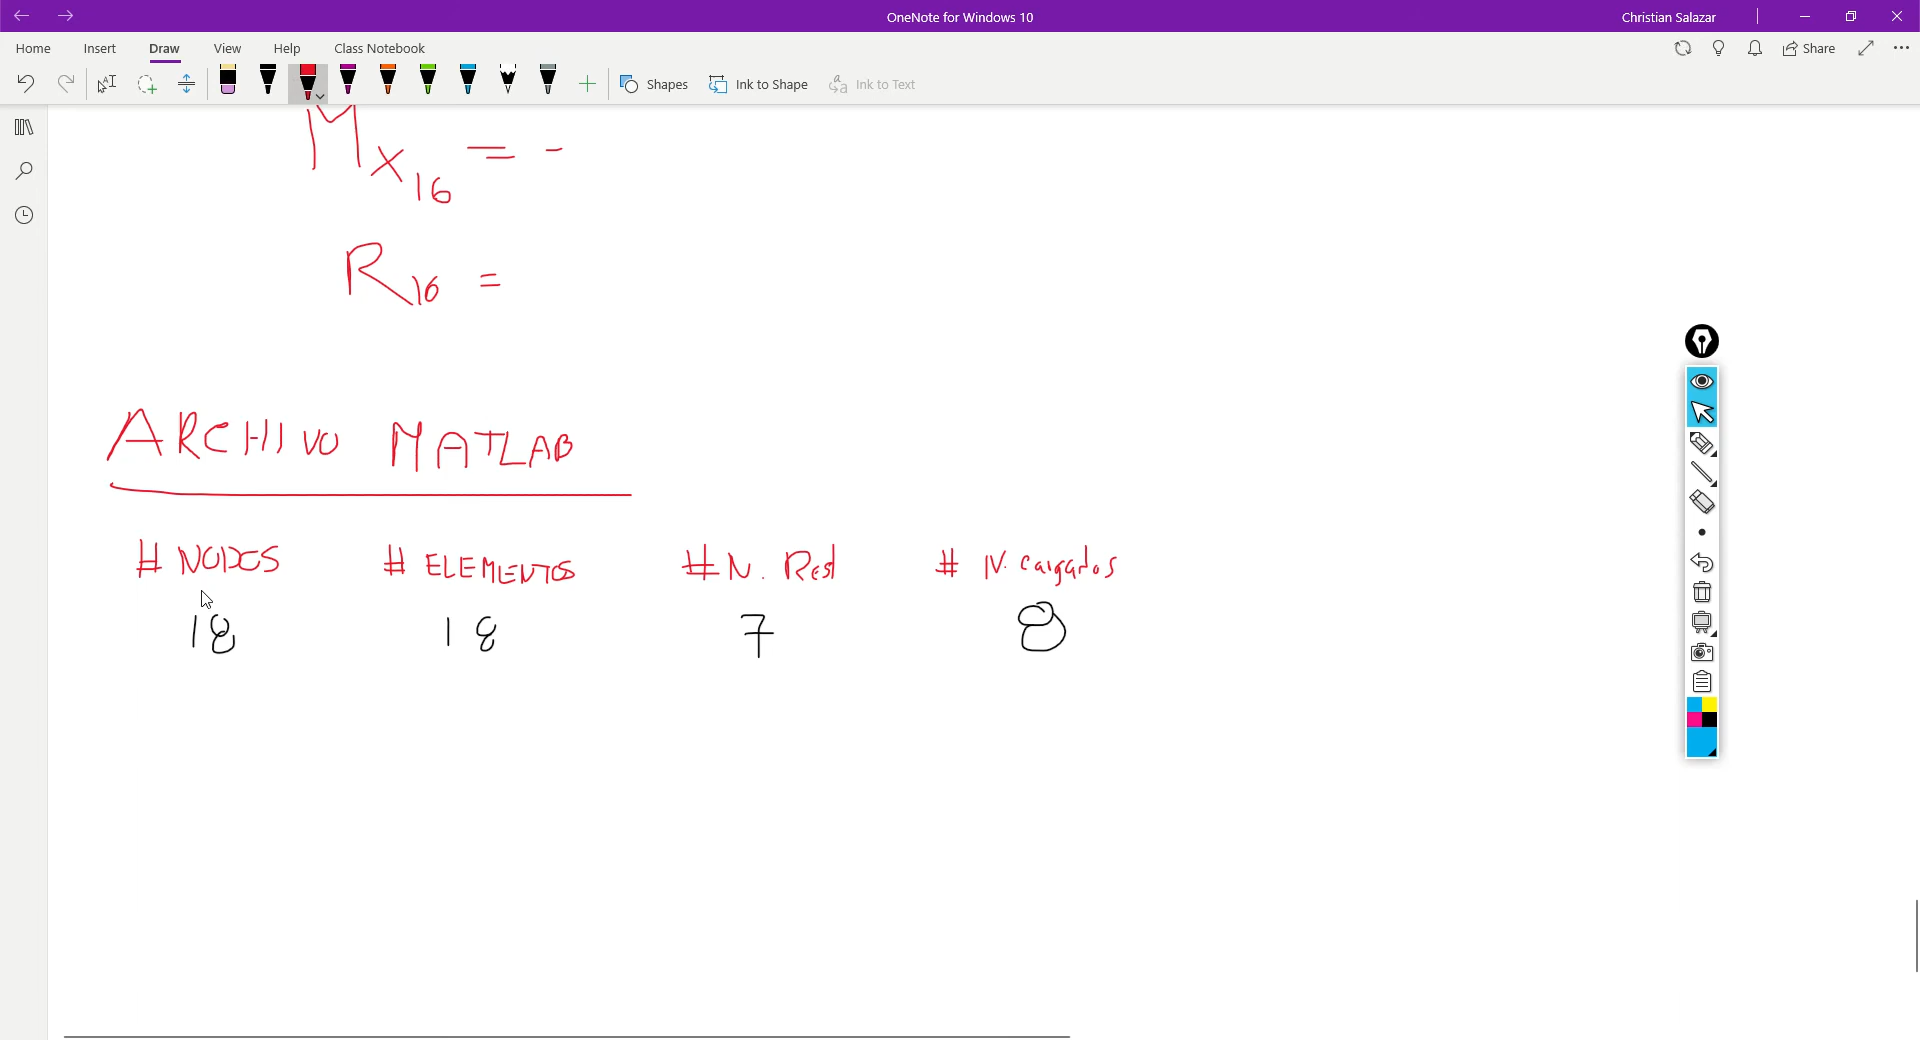 OneNote for Windows 10
Christian Salazar
Home Insert Draw View Help Class Notebook
Share
Shapes Ink to Shape Ink to Text
Mx16 = -
R16 =
ARCHIVO MATLAB
# NODOS # ELEMENTOS # N. Rest # N. Cargados
18 18 7 8